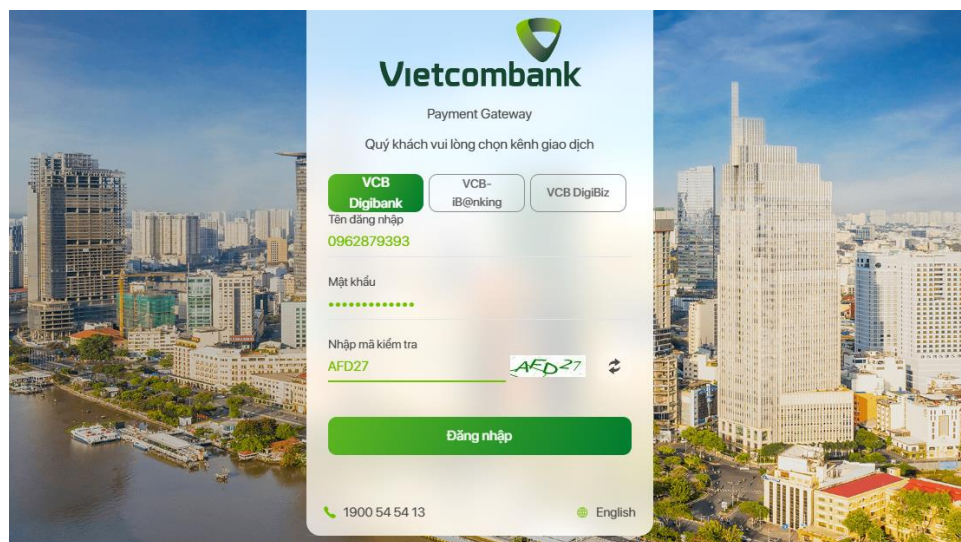 Vietcombank
Payment Gateway
Quý khách vui lòng chọn kênh giao dịch
VCB
Digibank
VCB-
iB@nking
VCB DigiBiz
Tên đăng nhập
0962879393
Mật khẩu
•••••••••••••
Nhập mã kiểm tra
AFD27
AFD27
Đăng nhập
1900 54 54 13
English